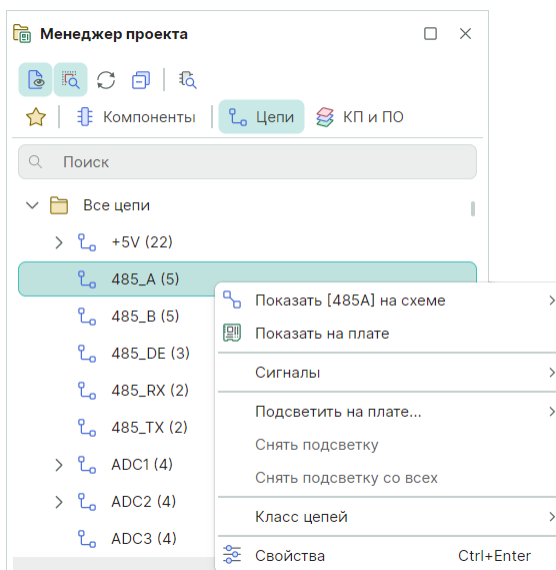 Менеджер проекта
Компоненты
Цепи
КП и ПО
Поиск
Все цепи
+5V (22)
485_A (5)
485_B (5)
485_DE (3)
485_RX (2)
485_TX (2)
ADC1 (4)
ADC2 (4)
ADC3 (4)
Показать [485A] на схеме
Показать на плате
Сигналы
Подсветить на плате...
Снять подсветку
Снять подсветку со всех
Класс цепей
Свойства Ctrl+Enter